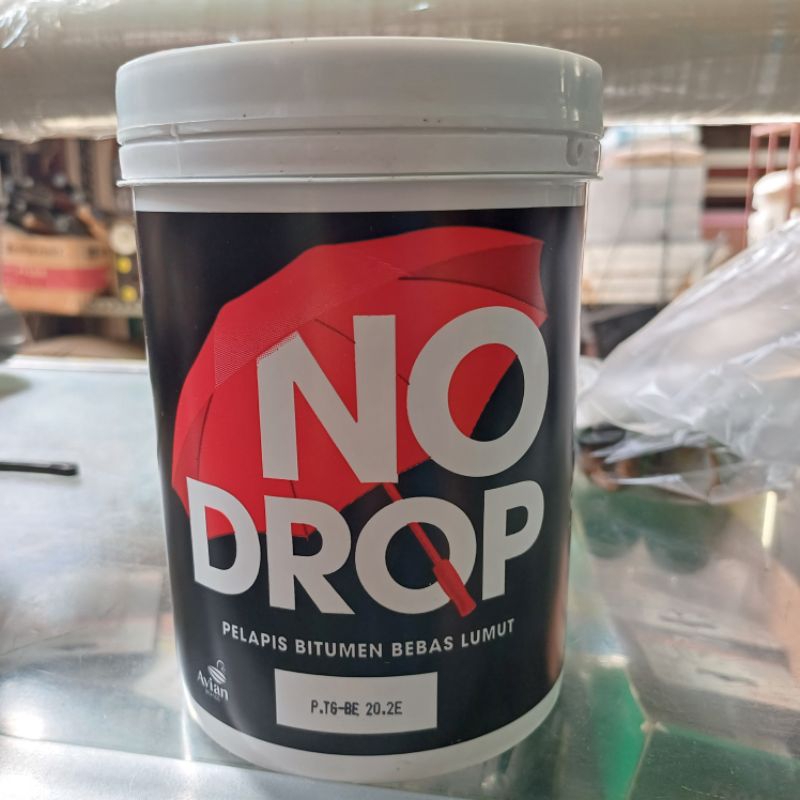 NO
DROP
PELAPIS BITUMEN BEBAS LUMUT
Avian
P.TG-BE 20.2E